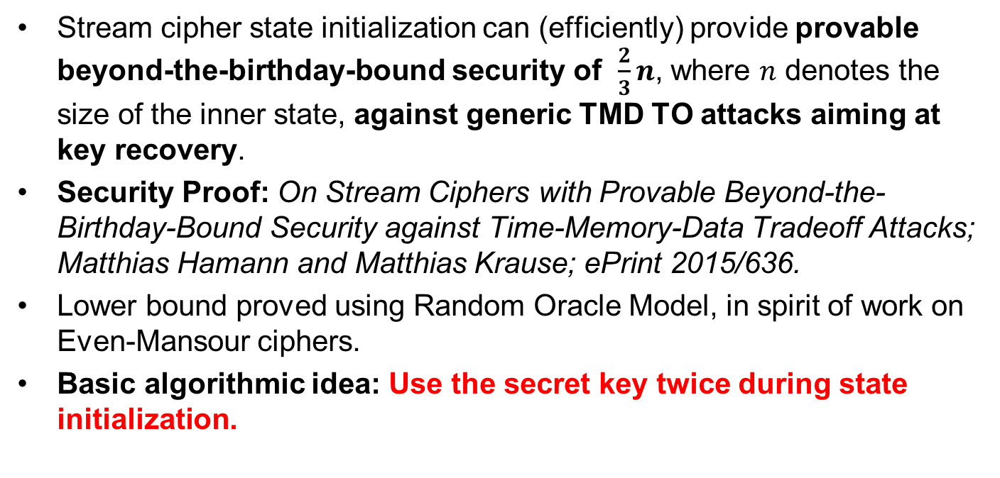 • Stream cipher state initialization can (efficiently) provide provable
beyond-the-birthday-bound security of 2/3 n, where n denotes the
size of the inner state, against generic TMD TO attacks aiming at
key recovery.
• Security Proof: On Stream Ciphers with Provable Beyond-the-
Birthday-Bound Security against Time-Memory-Data Tradeoff Attacks;
Matthias Hamann and Matthias Krause; ePrint 2015/636.
• Lower bound proved using Random Oracle Model, in spirit of work on
Even-Mansour ciphers.
• Basic algorithmic idea: Use the secret key twice during state
initialization.